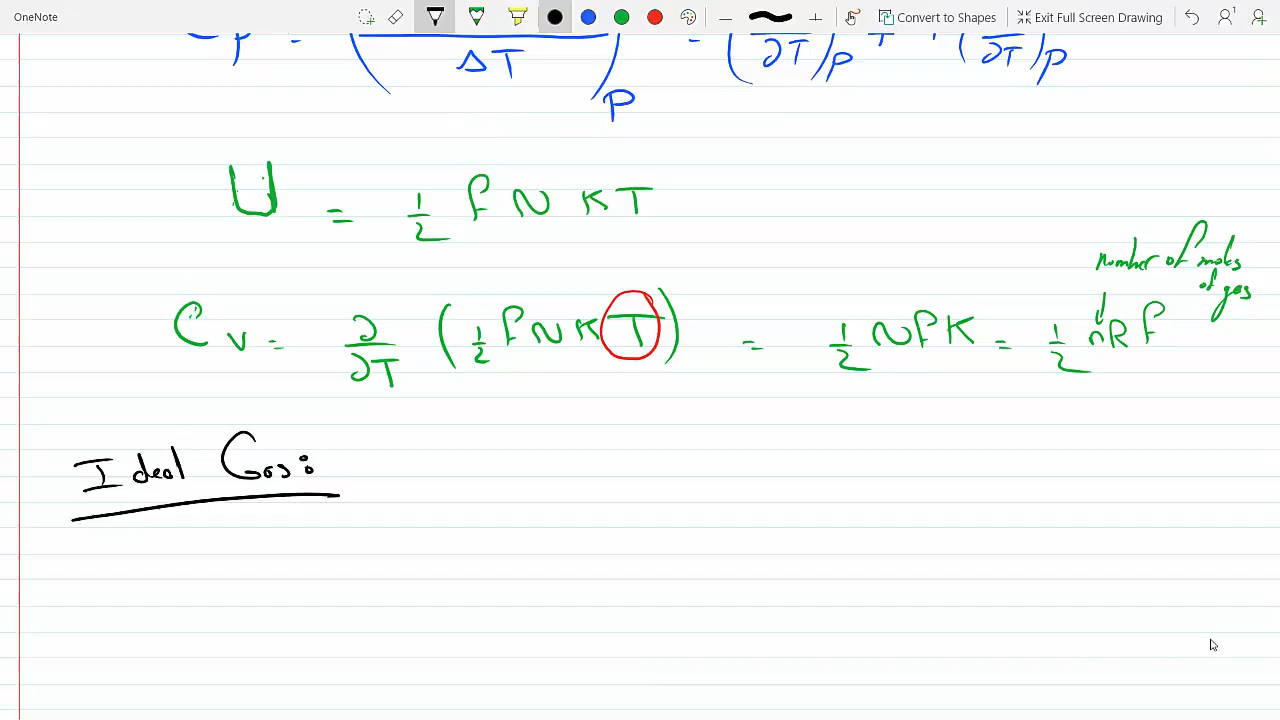 OneNote
Convert to Shapes
Exit Full Screen Drawing
Cp = ( / ΔT )P = ( / ∂T )P + P ( / ∂T )P
U = 1/2 f N K T
number of moles
of gas
Cv = ∂/∂T (1/2 f N K T) = 1/2 N f K = 1/2 n R f
Ideal Gas: